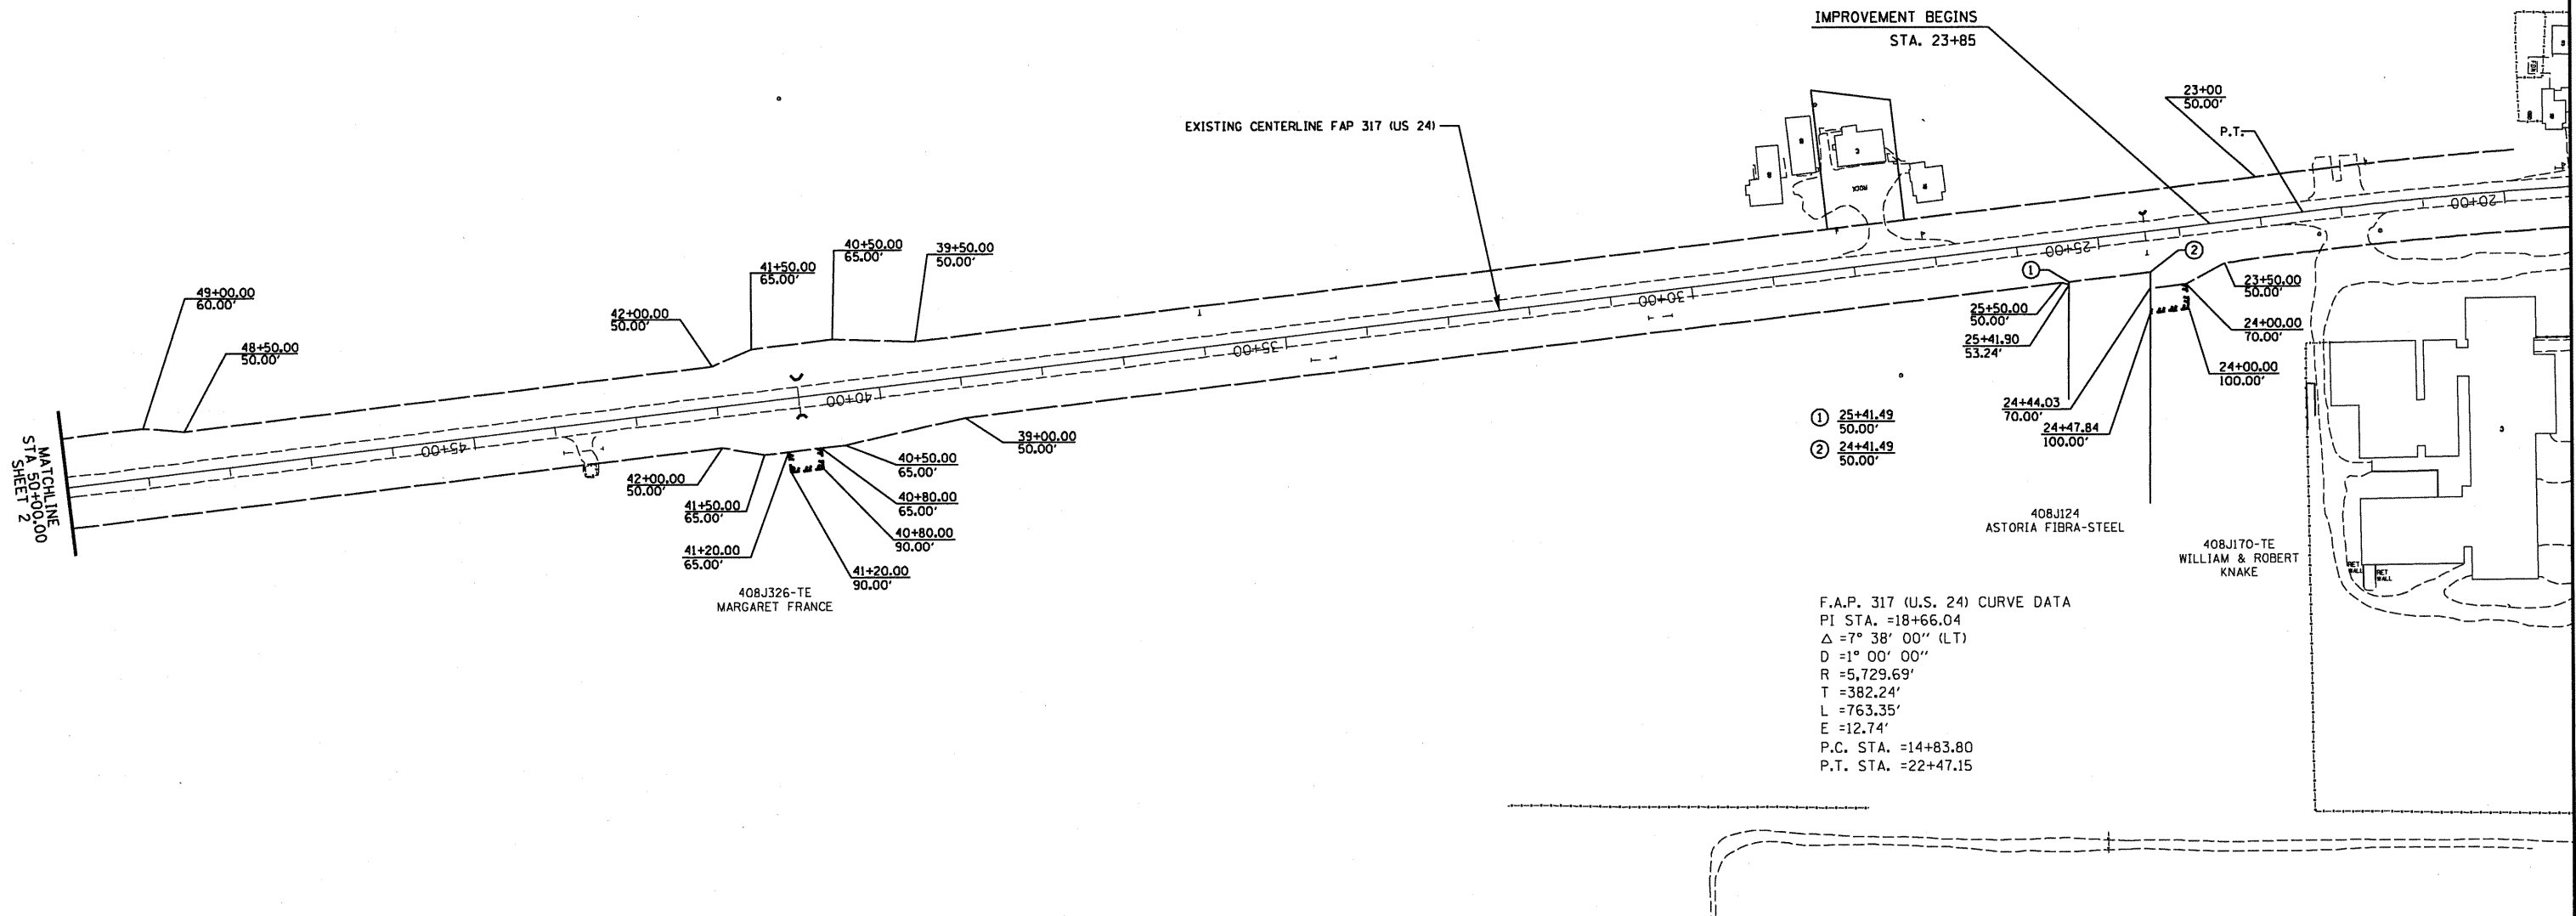 IMPROVEMENT BEGINS
STA. 23+85
23+00
50.00'
P.T.
EXISTING CENTERLINE FAP 317 (US 24)
ROCK
20+00
25+00
30+00
35+00
40+00
45+00
49+00.00
60.00'
48+50.00
50.00'
42+00.00
50.00'
41+50.00
65.00'
40+50.00
65.00'
39+50.00
50.00'
MATCHLINE
STA 50+00.00
SHEET 2
42+00.00
50.00'
41+50.00
65.00'
41+20.00
65.00'
41+20.00
90.00'
40+80.00
90.00'
40+80.00
65.00'
40+50.00
65.00'
39+00.00
50.00'
408J326-TE
MARGARET FRANCE
1
2
25+50.00
50.00'
25+41.90
53.24'
24+44.03
70.00'
24+47.84
100.00'
23+50.00
50.00'
24+00.00
70.00'
24+00.00
100.00'
1 25+41.49
50.00'
2 24+41.49
50.00'
408J124
ASTORIA FIBRA-STEEL
408J170-TE
WILLIAM & ROBERT
KNAKE
RET
WALL
RET
WALL
C
C
F.A.P. 317 (U.S. 24) CURVE DATA
PI STA. =18+66.04
Δ =7° 38' 00'' (LT)
D =1° 00' 00''
R =5,729.69'
T =382.24'
L =763.35'
E =12.74'
P.C. STA. =14+83.80
P.T. STA. =22+47.15